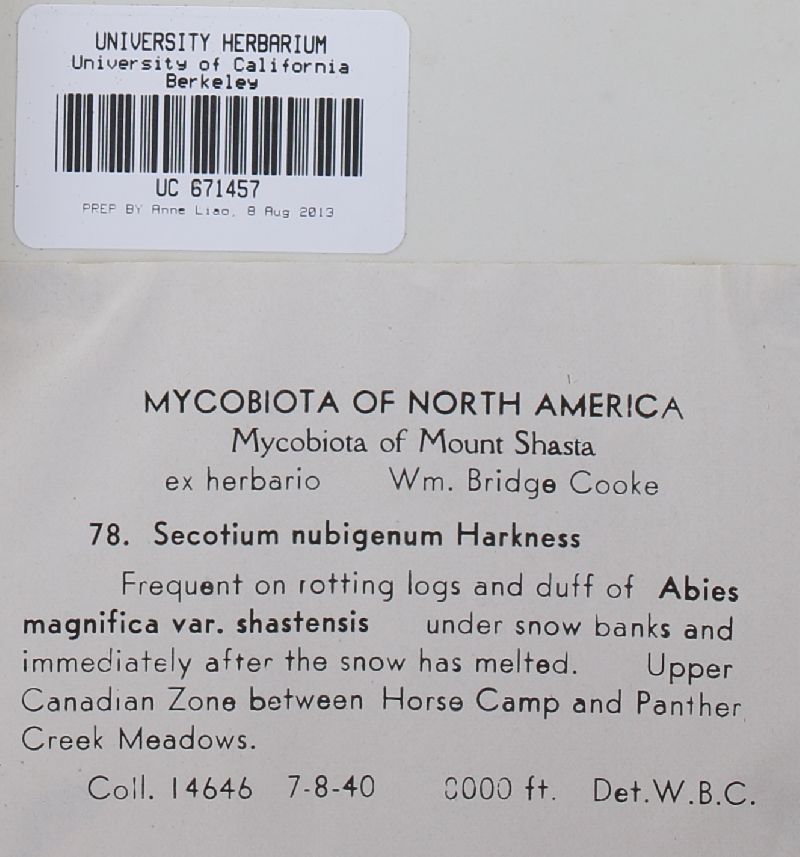 UNIVERSITY HERBARIUM
University of California
Berkeley
UC 671457
PREP BY Anne Liao, 8 Aug 2013
MYCOBIOTA OF NORTH AMERICA
Mycobiota of Mount Shasta
ex herbario Wm. Bridge Cooke
78. Secotium nubigenum Harkness
Frequent on rotting logs and duff of Abies
magnifica var. shastensis under snow banks and
immediately after the snow has melted. Upper
Canadian Zone between Horse Camp and Panther
Creek Meadows.
Coll. 14646 7-8-40 ft. Det.W.B.C.